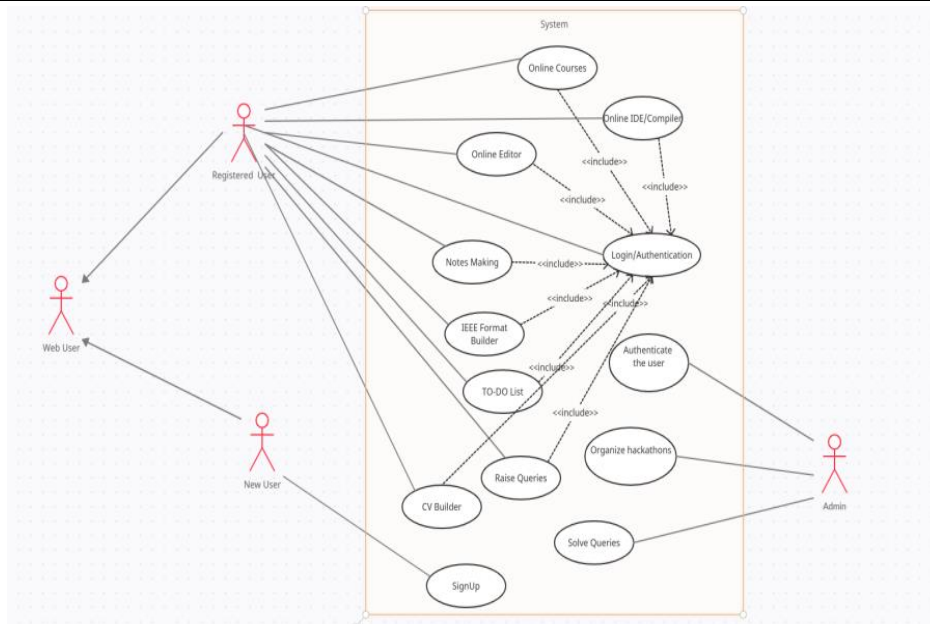 System
Online Courses
Online IDE/Compiler
Online Editor
<<include>>
<<include>>
<<include>>
Registered User
Login/Authentication
Notes Making
<<include>>
<<include>>
<<include>>
IEEE Format
Builder
Web User
Authenticate
the user
<<include>>
TO-DO List
<<include>>
Organize hackathons
Raise Queries
New User
CV Builder
Admin
Solve Queries
SignUp